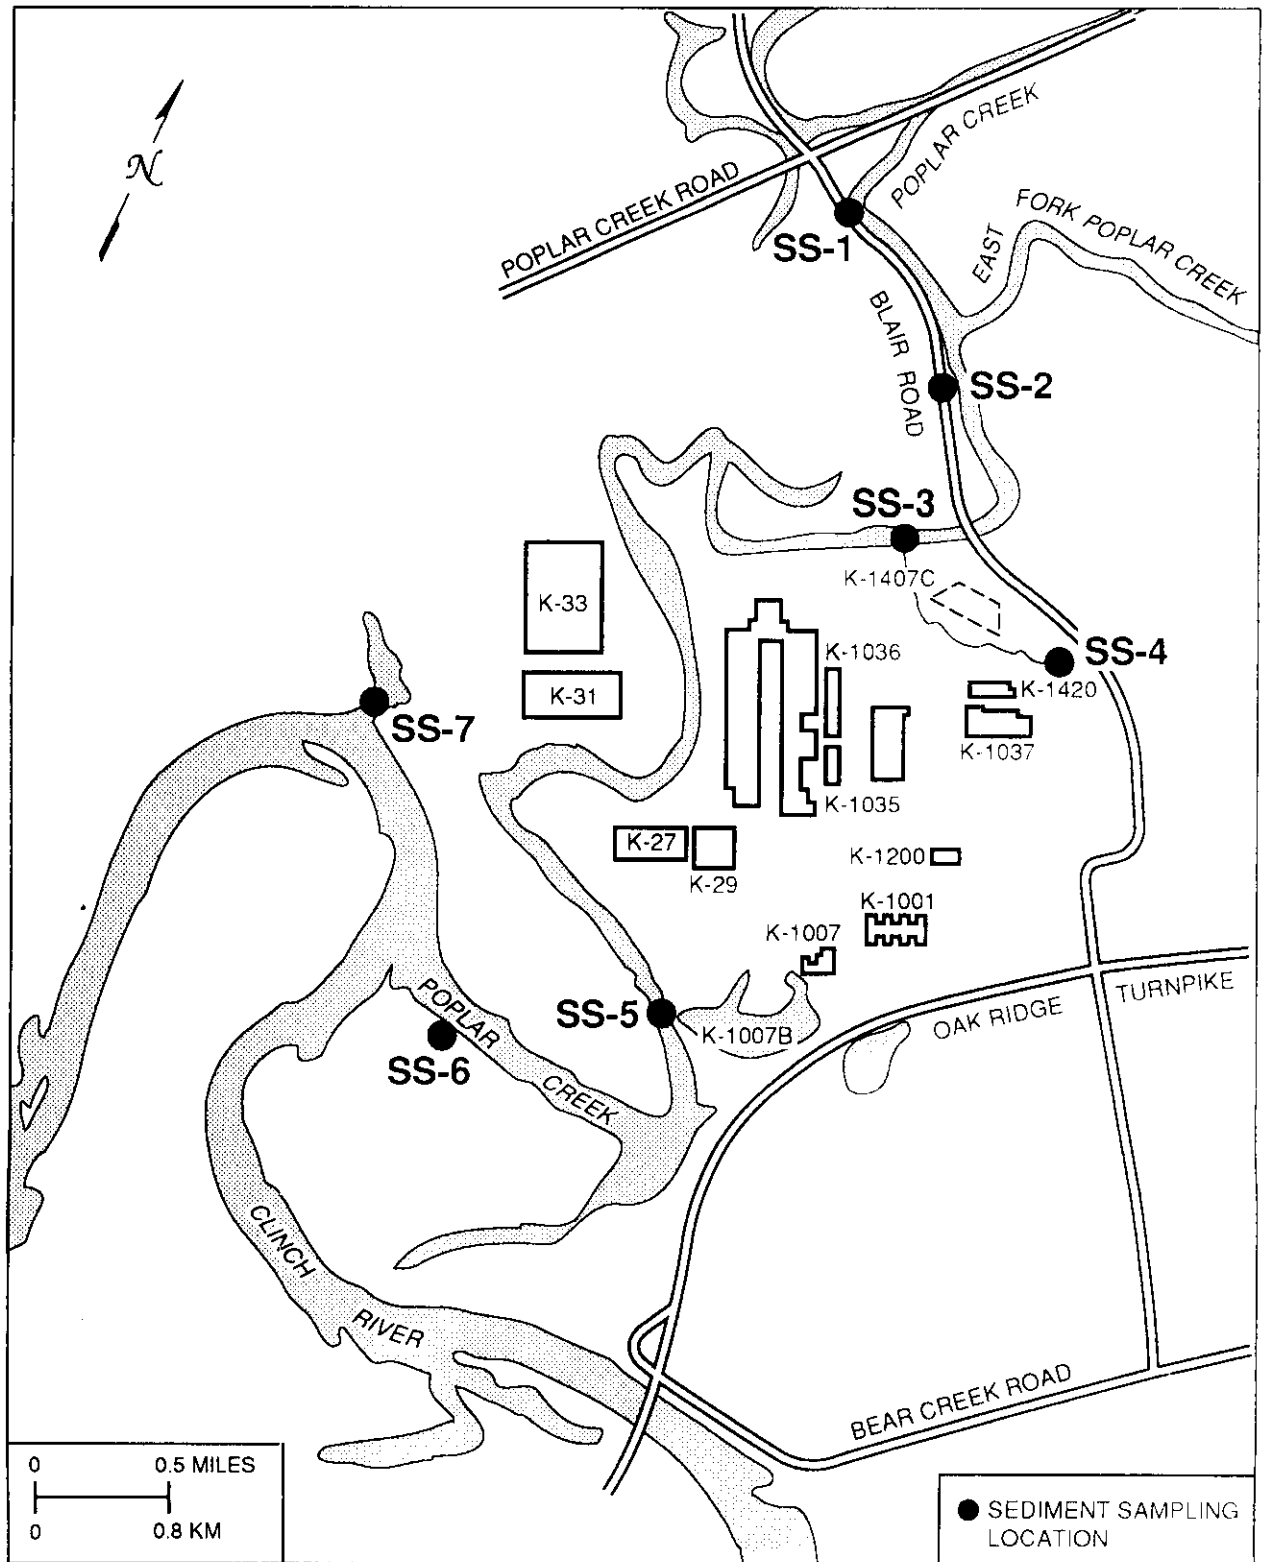 N
POPLAR CREEK ROAD
POPLAR CREEK
SS-1
EAST
FORK POPLAR CREEK
BLAIR ROAD
SS-2
SS-3
K-1407C
K-33
K-1036
SS-4
K-31
K-1420
SS-7
K-1037
K-1035
K-27
K-29
K-1200
K-1001
K-1007
SS-5
K-1007B
OAK RIDGE
TURNPIKE
POPLAR
CREEK
SS-6
CLINCH
RIVER
BEAR CREEK ROAD
0 0.5 MILES
0 0.8 KM
SEDIMENT SAMPLING
LOCATION